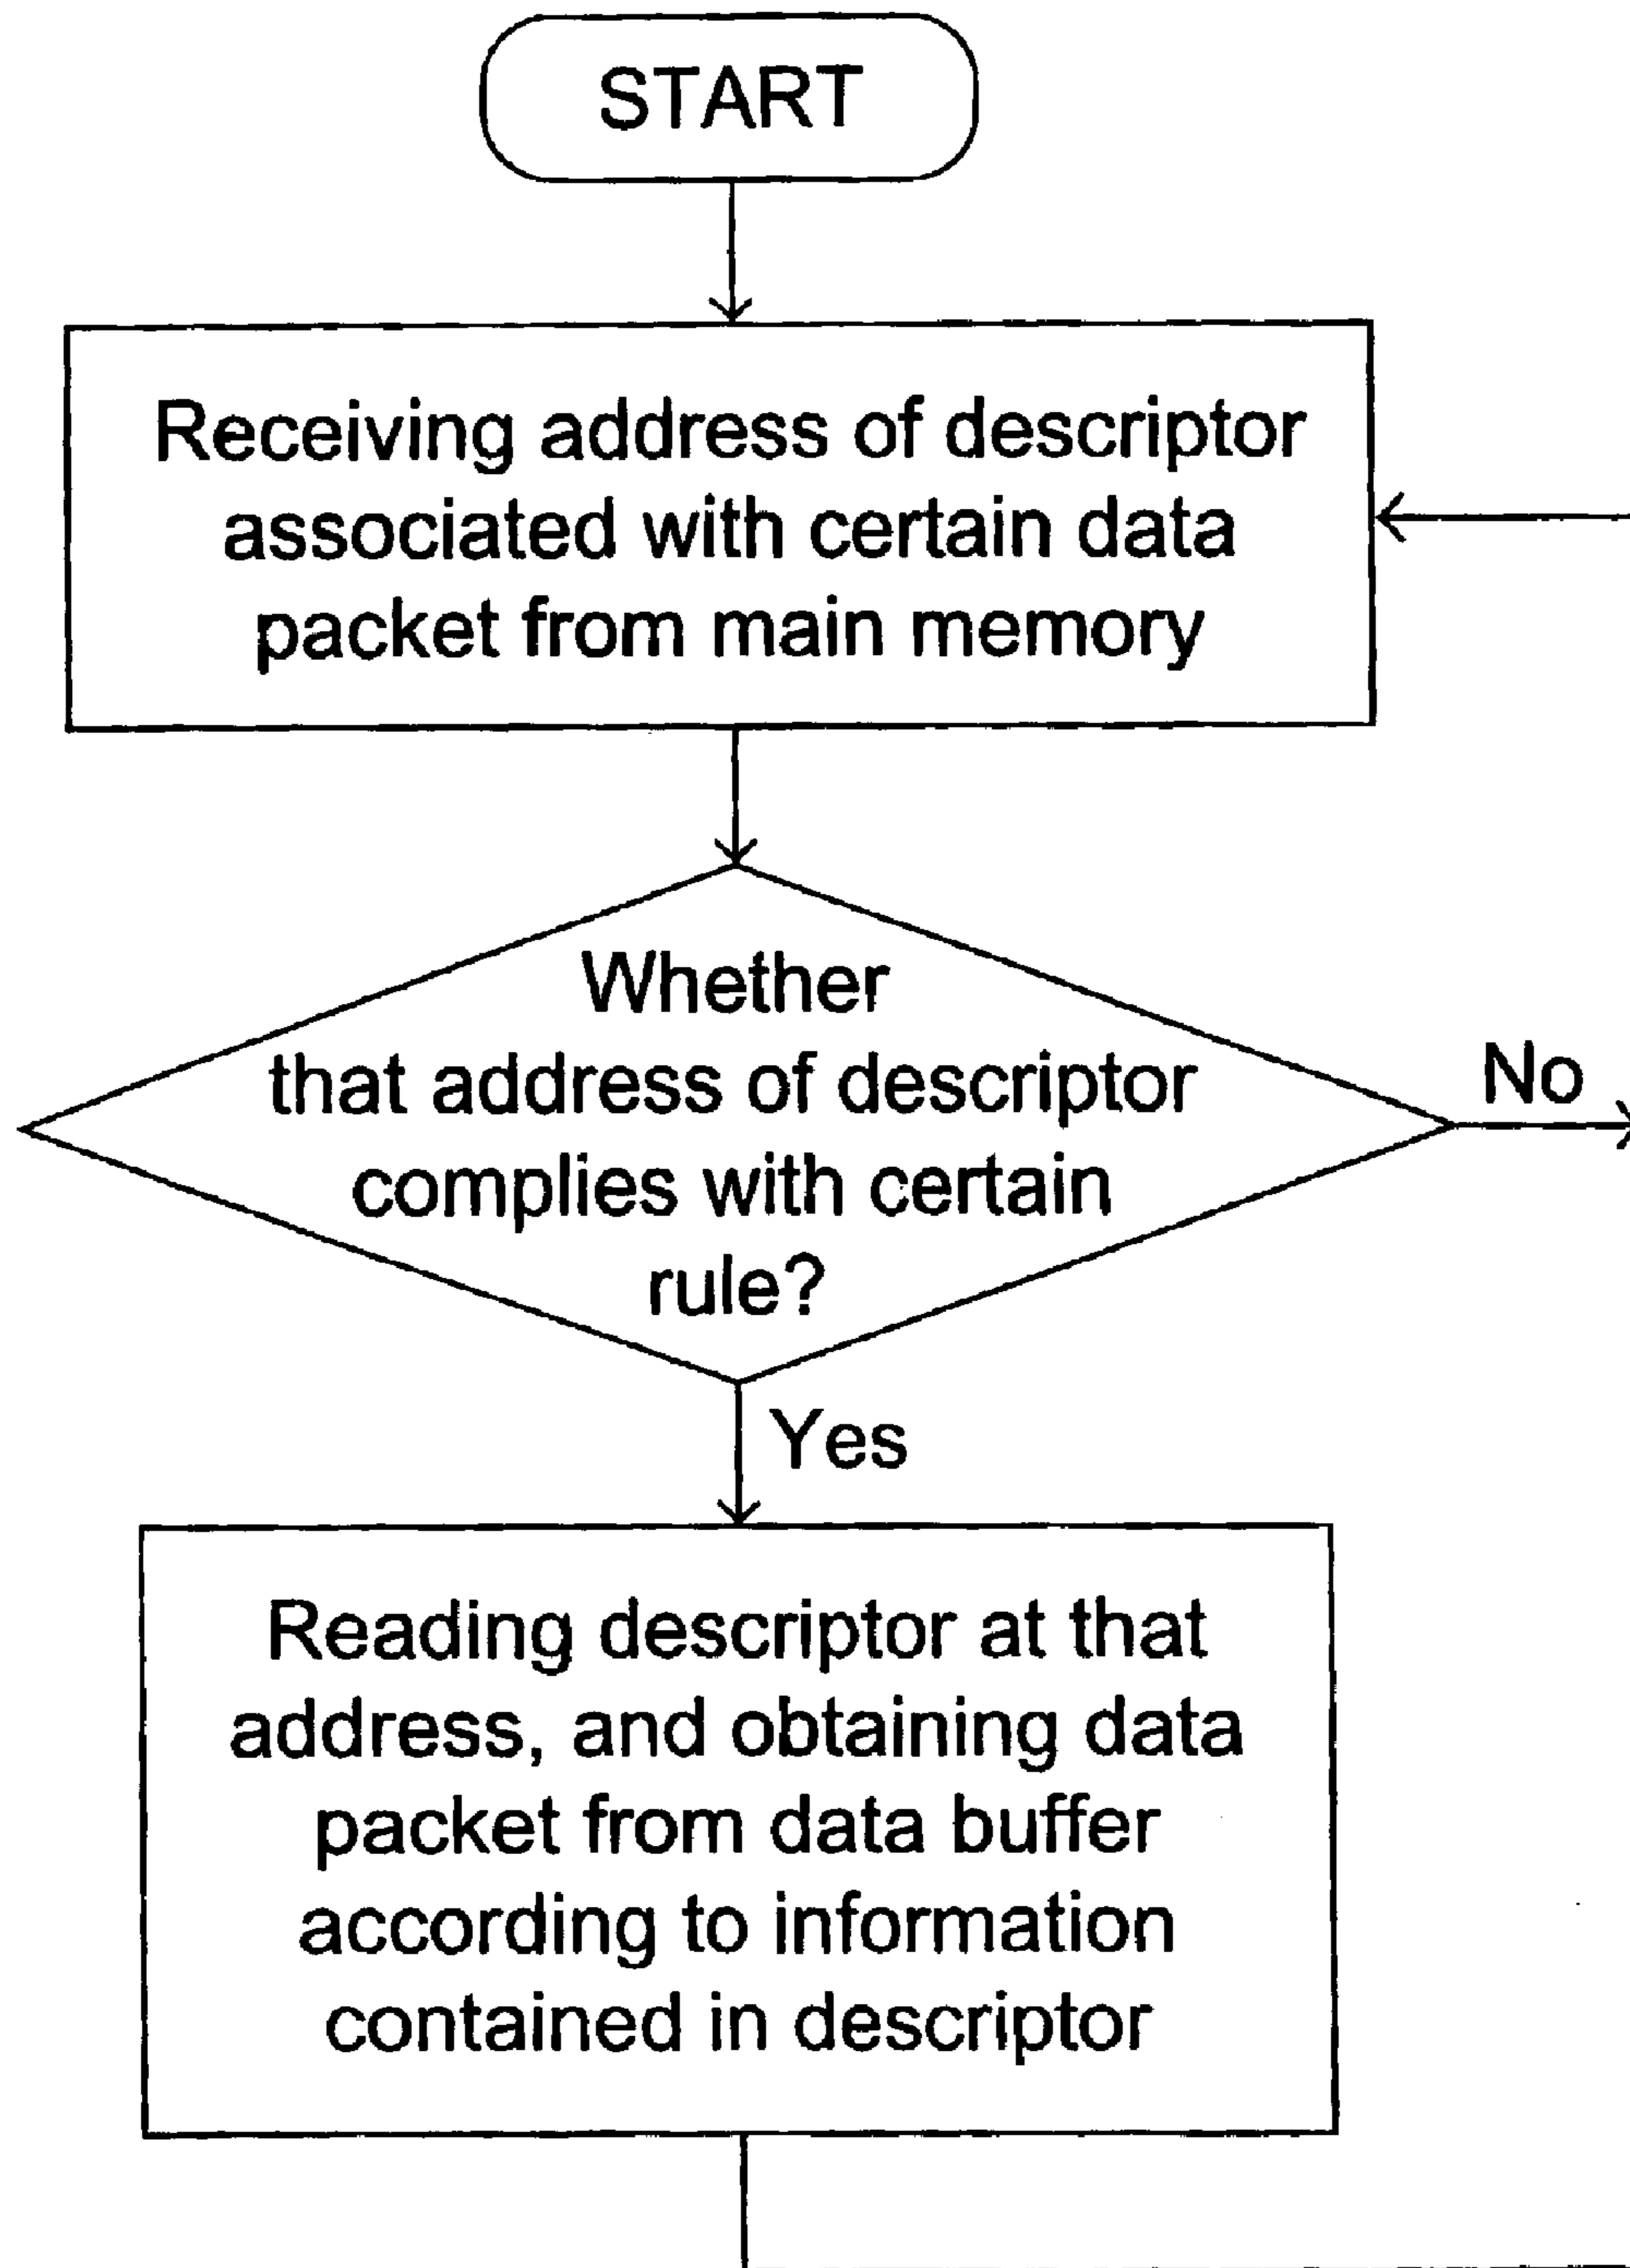 START
Receiving address of descriptor
associated with certain data
packet from main memory
Whether
that address of descriptor
complies with certain
rule?
No
Yes
Reading descriptor at that
address, and obtaining data
packet from data buffer
according to information
contained in descriptor